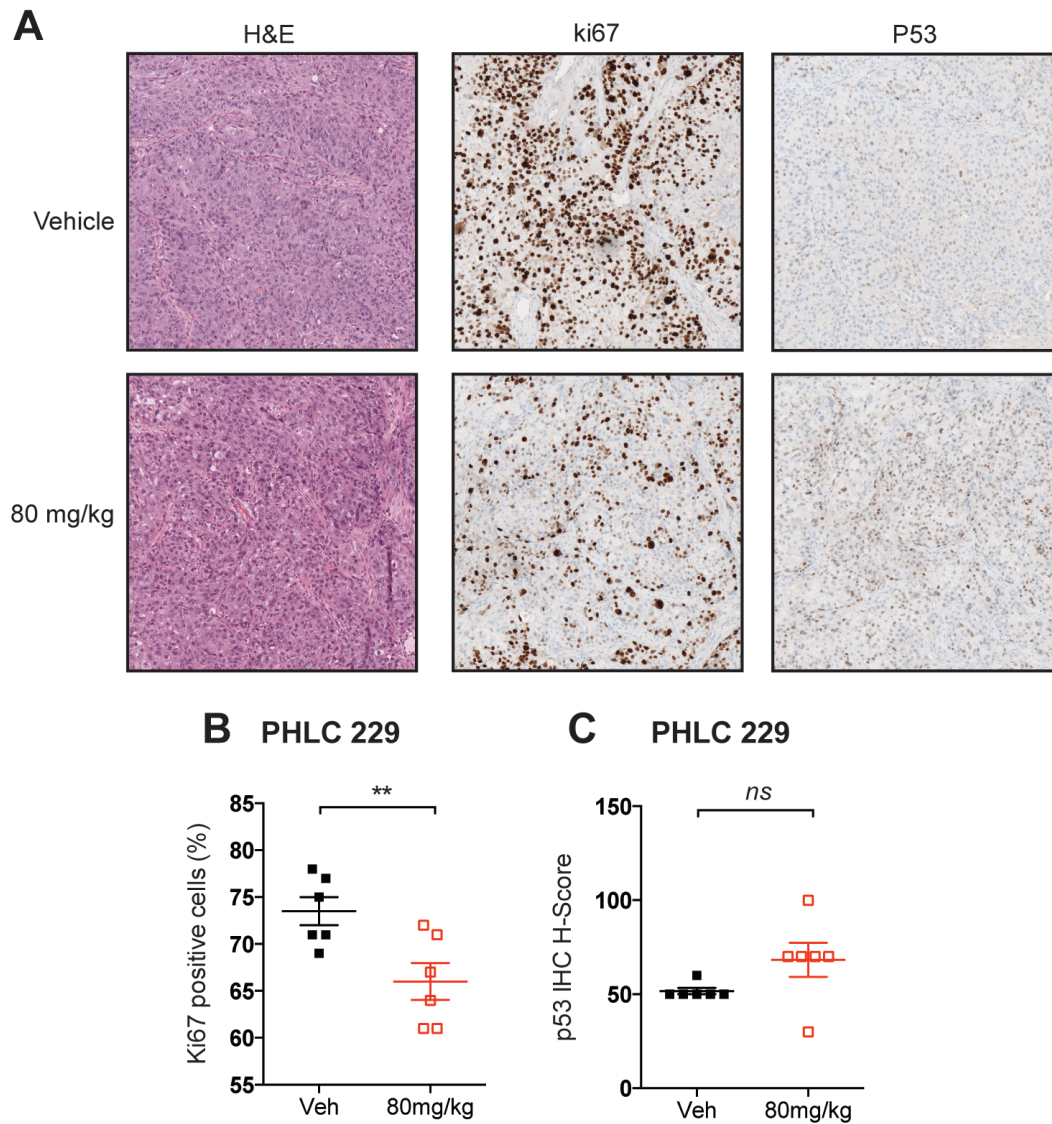 A
H&E ki67 P53
Vehicle
80 mg/kg
B PHLC 229
C PHLC 229
**
ns
Ki67 positive cells (%)
85
80
75
70
65
60
55
Veh 80mg/kg
p53 IHC H-Score
150
100
50
0
Veh 80mg/kg